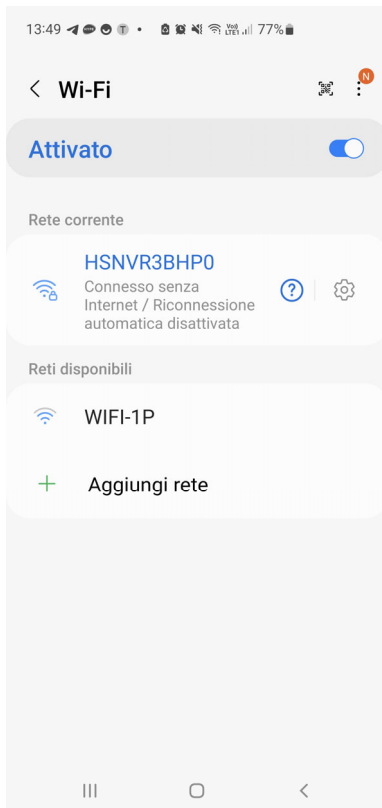 13:49 77%
Wi-Fi
N
Attivato
Rete corrente
HSNVR3BHP0
Connesso senza
Internet / Riconnessione
automatica disattivata
Reti disponibili
WIFI-1P
Aggiungi rete